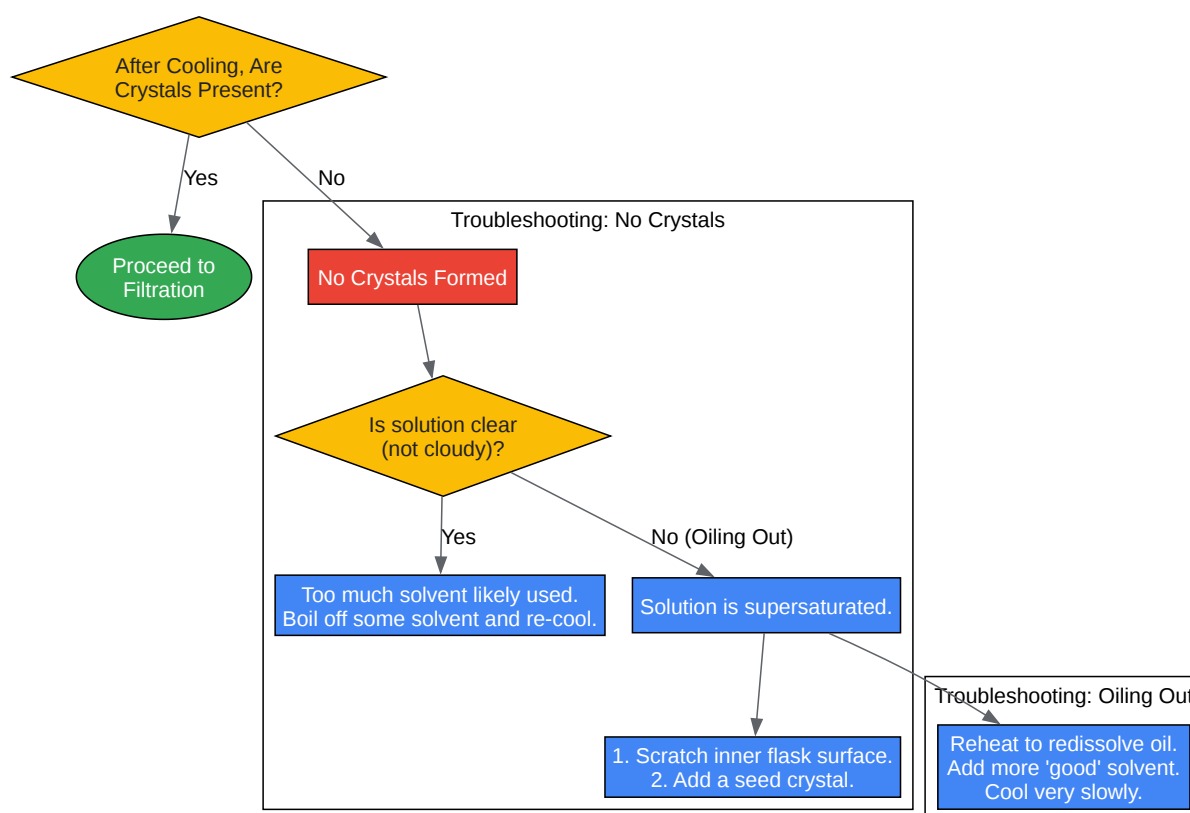 After Cooling, Are
Crystals Present?
Yes
No
Troubleshooting: No Crystals
Proceed to
Filtration
No Crystals Formed
Is solution clear
(not cloudy)?
Yes
No (Oiling Out)
Too much solvent likely used.
Boil off some solvent and re-cool.
Solution is supersaturated.
Troubleshooting: Oiling Out
1. Scratch inner flask surface.
2. Add a seed crystal.
Reheat to redissolve oil.
Add more 'good' solvent.
Cool very slowly.